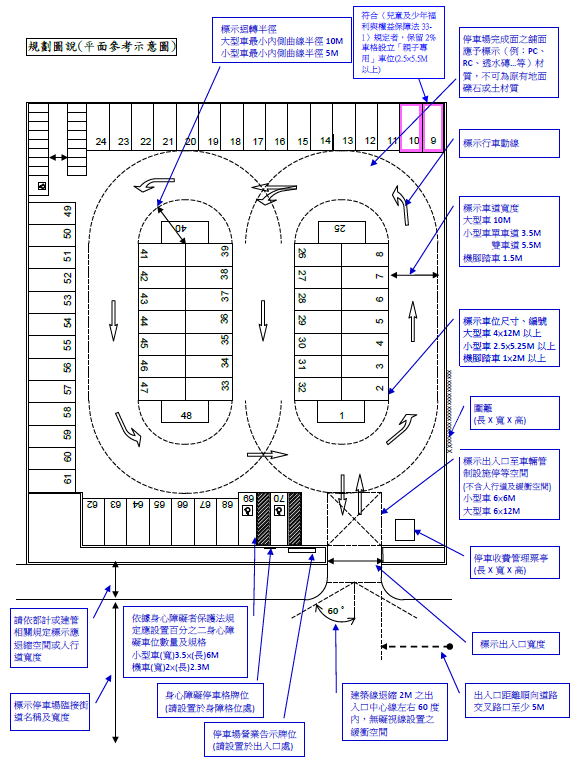 規劃圖說(平面參考示意圖)
標示迴轉半徑
大型車最小內側曲線半徑 10M
小型車最小內側曲線半徑 5M
符合〈兒童及少年福
利與權益保障法 33-
1〉規定者，保留 2%
車格設立「親子專
用」車位(2.5x5.5M
以上)
停車場完成面之舖面
應予標示（例：PC、
RC、透水磚...等）材
質，不可為原有地面
礫石或土材質
標示行車動線
標示車道寬度
大型車 10M
小型車單車道 3.5M
雙車道 5.5M
機腳踏車 1.5M
標示車位尺寸、編號
大型車 4x12M 以上
小型車 2.5x5.25M 以上
機腳踏車 1x2M 以上
圍籬
(長 X 寬 X 高)
標示出入口至車輛管
制設施停等空間
(不含人行道及緩衝空間)
小型車 6x6M
大型車 6x12M
停車收費管理票亭
(長 X 寬 X 高)
標示出入口寬度
出入口距離順向道路
交叉路口至少 5M
24 23 22 21 20 19 18 17 16 15 14 13 12 11 10 9
49
50
51
52
53
54
55
56
57
58
59
60
61
40
41 39
42 38
43 37
44 36
45 35
46 34
47 33
48
25
26 8
27 7
28 6
29 5
30 4
31 3
32 2
1
62 63 64 65 66 67 68 69 70
60°
請依都計或建管
相關規定標示應
退縮空間或人行
道寬度
標示停車場臨接街
道名稱及寬度
依據身心障礙者保護法規
定應設置百分之二身心障
礙車位數量及規格
小型車(寬)3.5x(長)6M
機車(寬)2x(長)2.3M
身心障礙停車格牌位
(請設置於身障格位處)
停車場營業告示牌位
(請設置於出入口處)
建築線退縮 2M 之出
入口中心線左右 60 度
內，無礙視線設置之
緩衝空間